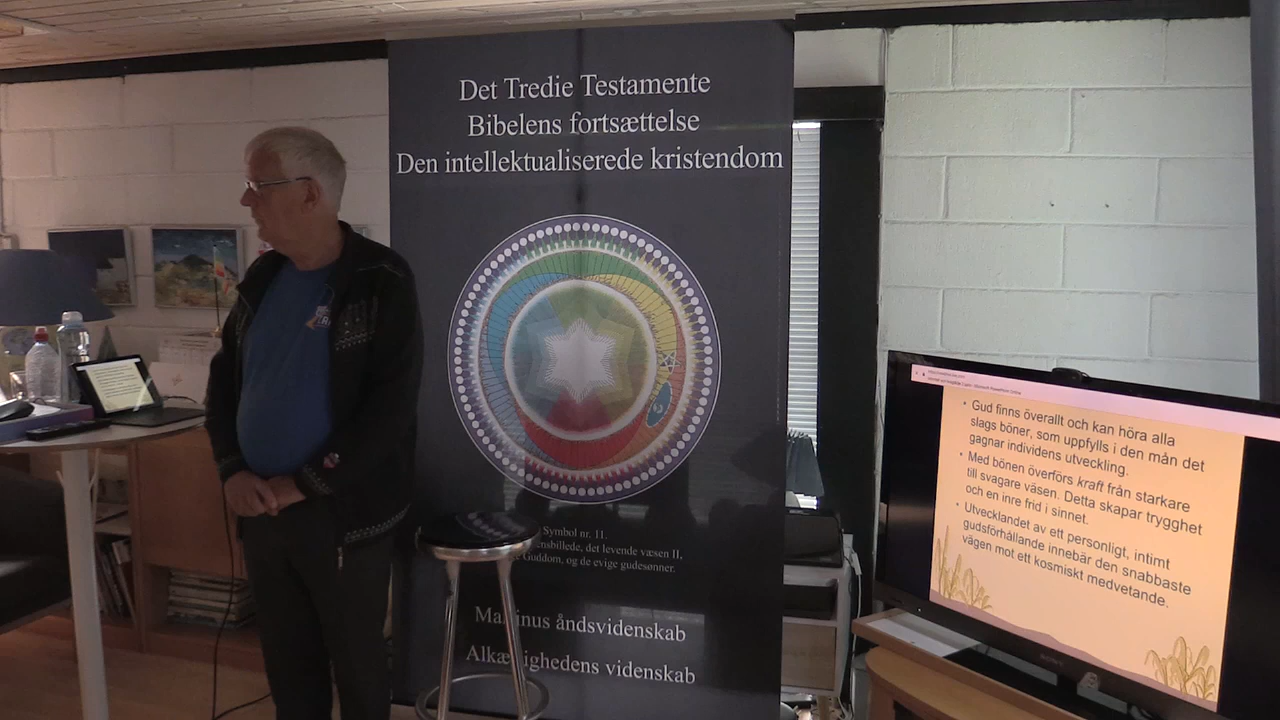 Det Tredie Testamente
Bibelens fortsættelse
Den intellektualiserede kristendom
Symbol nr. 11.
det levende væsen II,
Guddom, og de evige gudesønner.
åndsvidenskab
videnskab
• Gud finns överallt och kan höra alla
slags böner, som uppfylls i den mån det
gagnar individens utveckling.
• Med bönen överförs kraft från starkare
till svagare väsen. Detta skapar trygghet
och en inre frid i sinnet.
• Utvecklandet av ett personligt, intimt
gudsförhållande innebär den snabbaste
vägen mot ett kosmiskt medvetande.
SONY